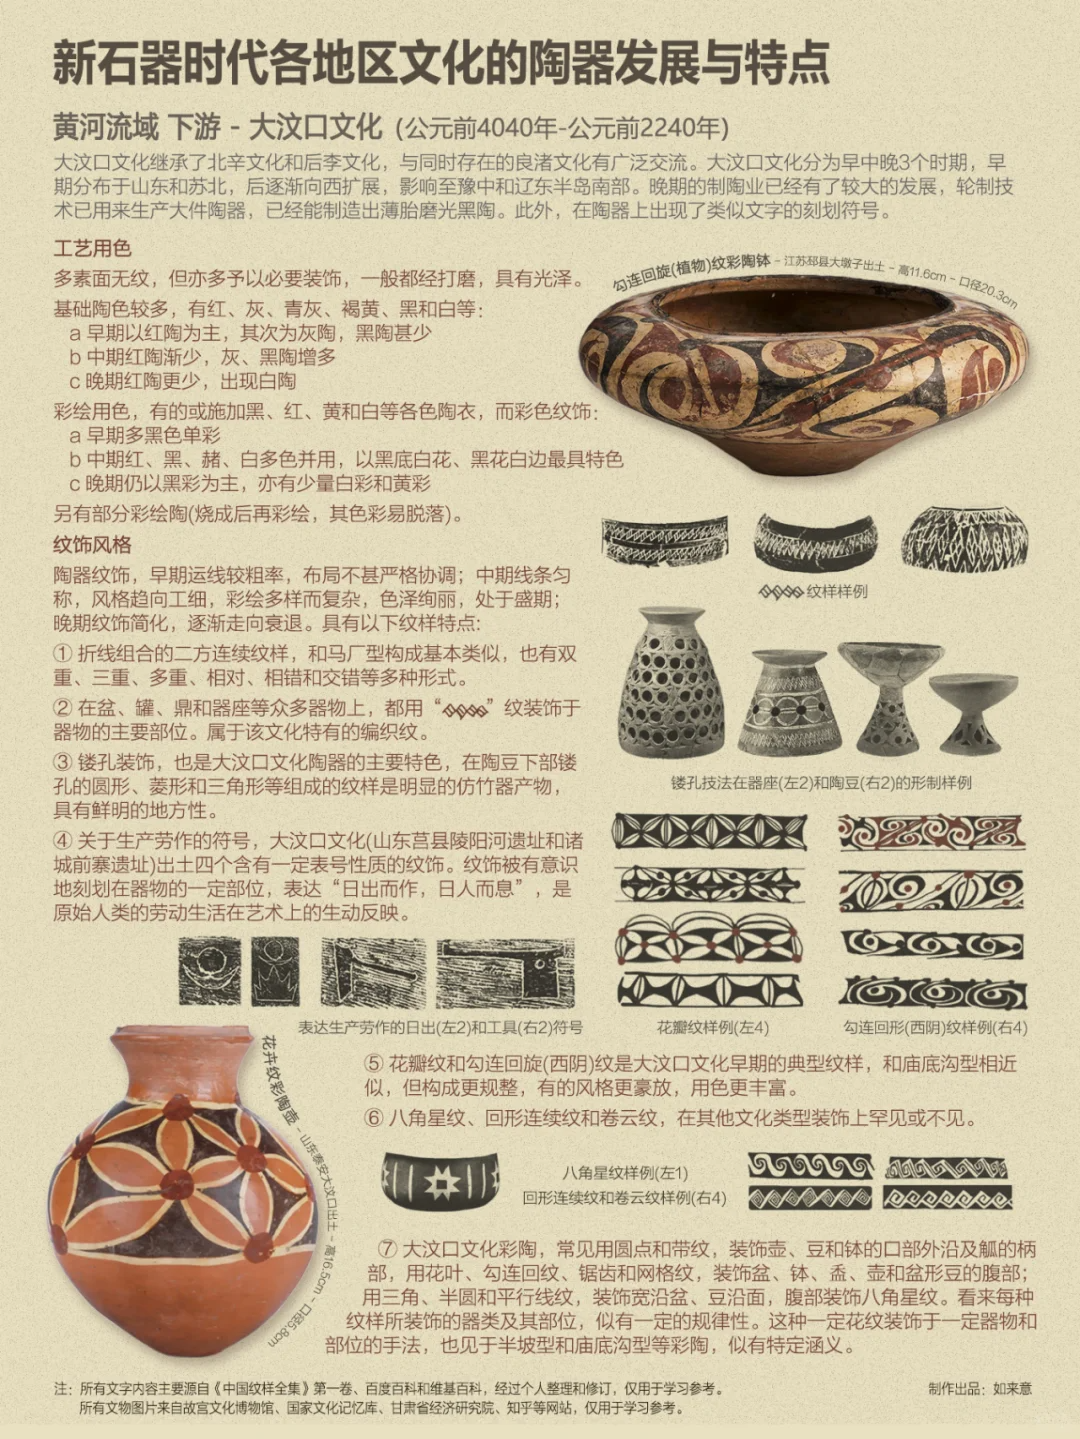 新石器时代各地区文化的陶器发展与特点
黄河流域 下游 - 大汶口文化 (公元前4040年-公元前2240年)
大汶口文化继承了北辛文化和后李文化，与同时存在的良渚文化有广泛交流。大汶口文化分为早中晚3个时期，早
期分布于山东和苏北，后逐渐向西扩展，影响至豫中和辽东半岛南部。晚期的制陶业已经有了较大的发展，轮制技
术已用来生产大件陶器，已经能制造出薄胎磨光黑陶。此外，在陶器上出现了类似文字的刻划符号。
工艺用色
多素面无纹，但亦多予以必要装饰，一般都经打磨，具有光泽。
基础陶色较多，有红、灰、青灰、褐黄、黑和白等：
a 早期以红陶为主，其次为灰陶，黑陶甚少
b 中期红陶渐少，灰、黑陶增多
c 晚期红陶更少，出现白陶
彩绘用色，有的或施加黑、红、黄和白等各色陶衣，而彩色纹饰：
a 早期多黑色单彩
b 中期红、黑、赭、白多色并用，以黑底白花、黑花白边最具特色
c 晚期仍以黑彩为主，亦有少量白彩和黄彩
另有部分彩绘陶(烧成后再彩绘，其色彩易脱落)。
勾连回旋(植物)纹彩陶钵 - 江苏邳县大墩子出土 - 高11.6cm - 口径20.3cm
纹饰风格
陶器纹饰，早期运线较粗率，布局不甚严格协调；中期线条匀
称，风格趋向工细，彩绘多样而复杂，色泽绚丽，处于盛期；
晚期纹饰简化，逐渐走向衰退。具有以下纹样特点：
① 折线组合的二方连续纹样，和马厂型构成基本类似，也有双
重、三重、多重、相对、相错和交错等多种形式。
② 在盆、罐、鼎和器座等众多器物上，都用“”纹装饰于
器物的主要部位。属于该文化特有的编织纹。
③ 镂孔装饰，也是大汶口文化陶器的主要特色，在陶豆下部镂
孔的圆形、菱形和三角形等组成的纹样是明显的仿竹器产物，
具有鲜明的地方性。
④ 关于生产劳作的符号，大汶口文化(山东莒县陵阳河遗址和诸
城前寨遗址)出土四个含有一定表号性质的纹饰。纹饰被有意识
地刻划在器物的一定部位，表达“日出而作，日人而息”，是
原始人类的劳动生活在艺术上的生动反映。
纹样样例
镂孔技法在器座(左2)和陶豆(右2)的形制样例
表达生产劳作的日出(左2)和工具(右2)符号
花瓣纹样例(左4)
勾连回形(西阴)纹样例(右4)
花卉纹彩陶壶 - 山东泰安大汶口出土 - 高16.5cm - 口径5.8cm
⑤ 花瓣纹和勾连回旋(西阴)纹是大汶口文化早期的典型纹样，和庙底沟型相近
似，但构成更规整，有的风格更豪放，用色更丰富。
⑥ 八角星纹、回形连续纹和卷云纹，在其他文化类型装饰上罕见或不见。
八角星纹样例(左1)
回形连续纹和卷云纹样例(右4)
⑦ 大汶口文化彩陶，常见用圆点和带纹，装饰壶、豆和钵的口部外沿及觚的柄
部，用花叶、勾连回纹、锯齿和网格纹，装饰盆、钵、盉、壶和盆形豆的腹部；
用三角、半圆和平行线纹，装饰宽沿盆、豆沿面，腹部装饰八角星纹。看来每种
纹样所装饰的器类及其部位，似有一定的规律性。这种一定花纹装饰于一定器物和
部位的手法，也见于半坡型和庙底沟型等彩陶，似有特定涵义。
注：所有文字内容主要源自《中国纹样全集》第一卷、百度百科和维基百科，经过个人整理和修订，仅用于学习参考。
所有文物图片来自故宫文化博物馆、国家文化记忆库、甘肃省经济研究院、知乎等网站，仅用于学习参考。
制作出品：如来意